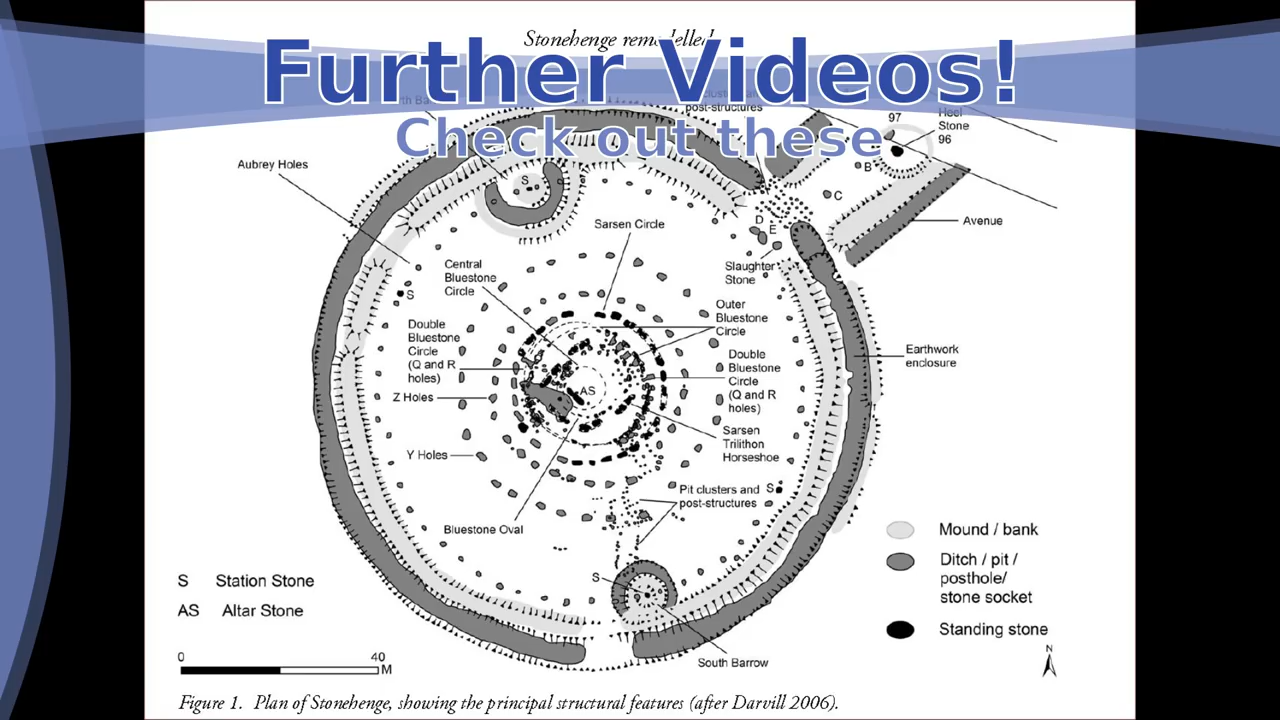 Stonehenge remodelled
Further Videos!
Check out these
post-structures
97
Heel
Stone
96
B
C
D
E
Aubrey Holes
S
Sarsen Circle
Avenue
Central
Bluestone
Circle
Slaughter
Stone
S
Outer
Bluestone
Circle
Double
Bluestone
Circle
(Q and R
holes)
Earthwork
enclosure
Double
Bluestone
Circle
(Q and R
holes)
AS
Z Holes
Sarsen
Trilithon
Horseshoe
Y Holes
Pit clusters and
post-structures
S
Bluestone Oval
Mound / bank
Ditch / pit /
posthole/
stone socket
Standing stone
S Station Stone
AS Altar Stone
S
South Barrow
0 40
M
N
Figure 1. Plan of Stonehenge, showing the principal structural features (after Darvill 2006).